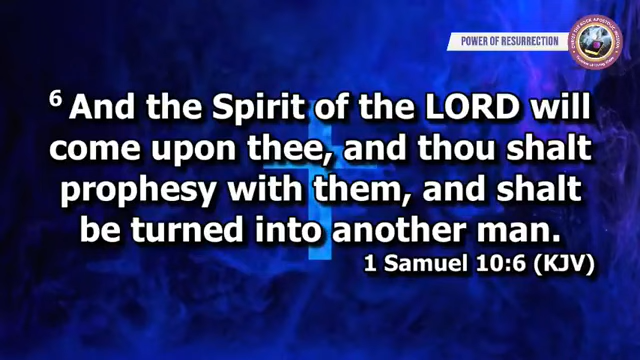 POWER OF RESURRECTION
6 And the Spirit of the LORD will
come upon thee, and thou shalt
prophesy with them, and shalt
be turned into another man.
1 Samuel 10:6 (KJV)